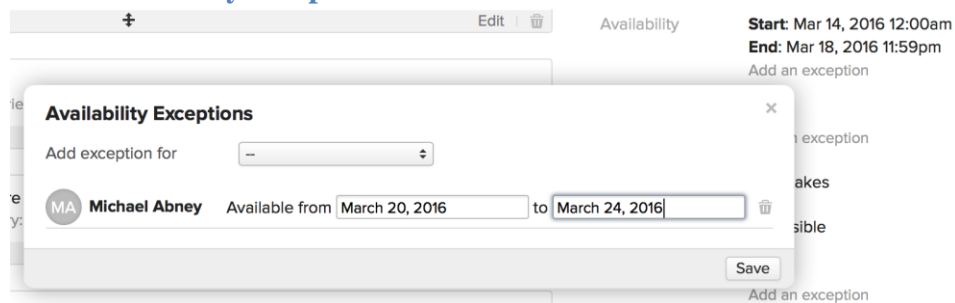 Edit
Availability
Start: Mar 14, 2016 12:00am
End: Mar 18, 2016 11:59pm
Add an exception
Availability Exceptions
×
Add exception for
--
exception
akes
MA
Michael Abney
Available from
March 20, 2016
to
March 24, 2016
sible
Save
Add an exception